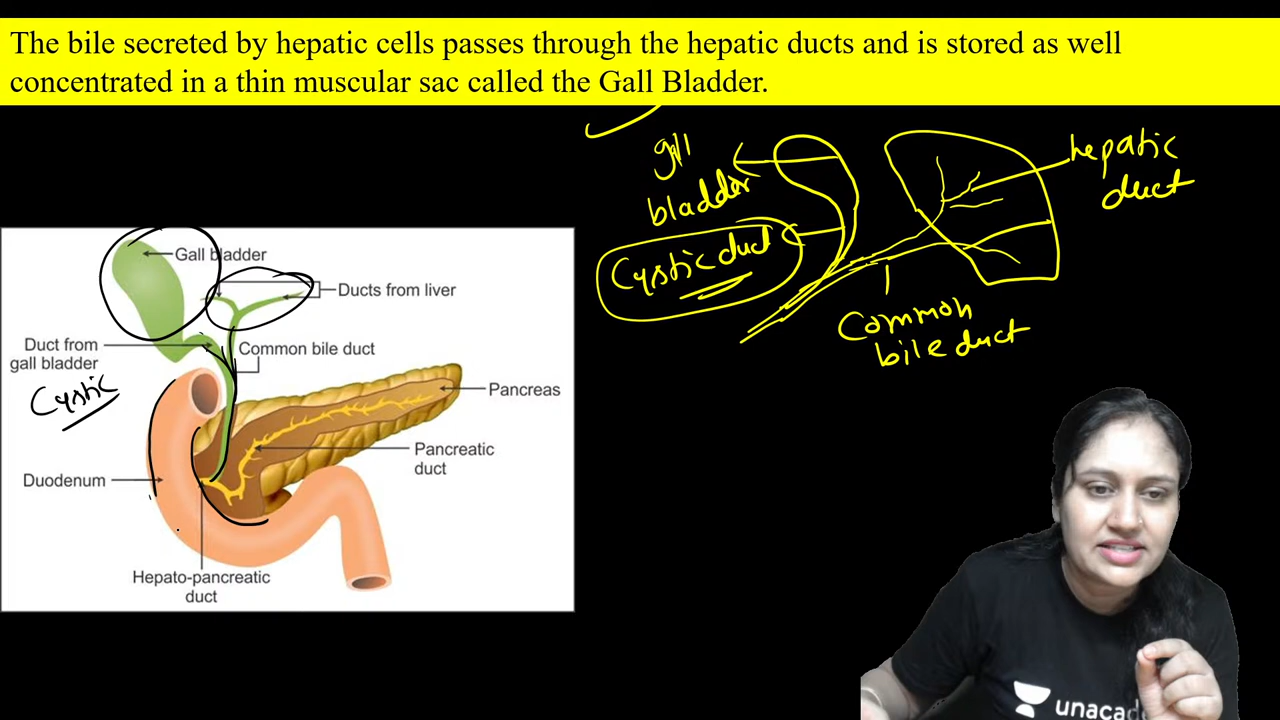 The bile secreted by hepatic cells passes through the hepatic ducts and is stored as well
concentrated in a thin muscular sac called the Gall Bladder.
gall
bladder
hepatic
duct
Cystic duct
Common
bile duct
Gall bladder
Ducts from liver
Duct from
gall bladder
Common bile duct
Cystic
Pancreas
Pancreatic
duct
Duodenum
Hepato-pancreatic
duct
unacade